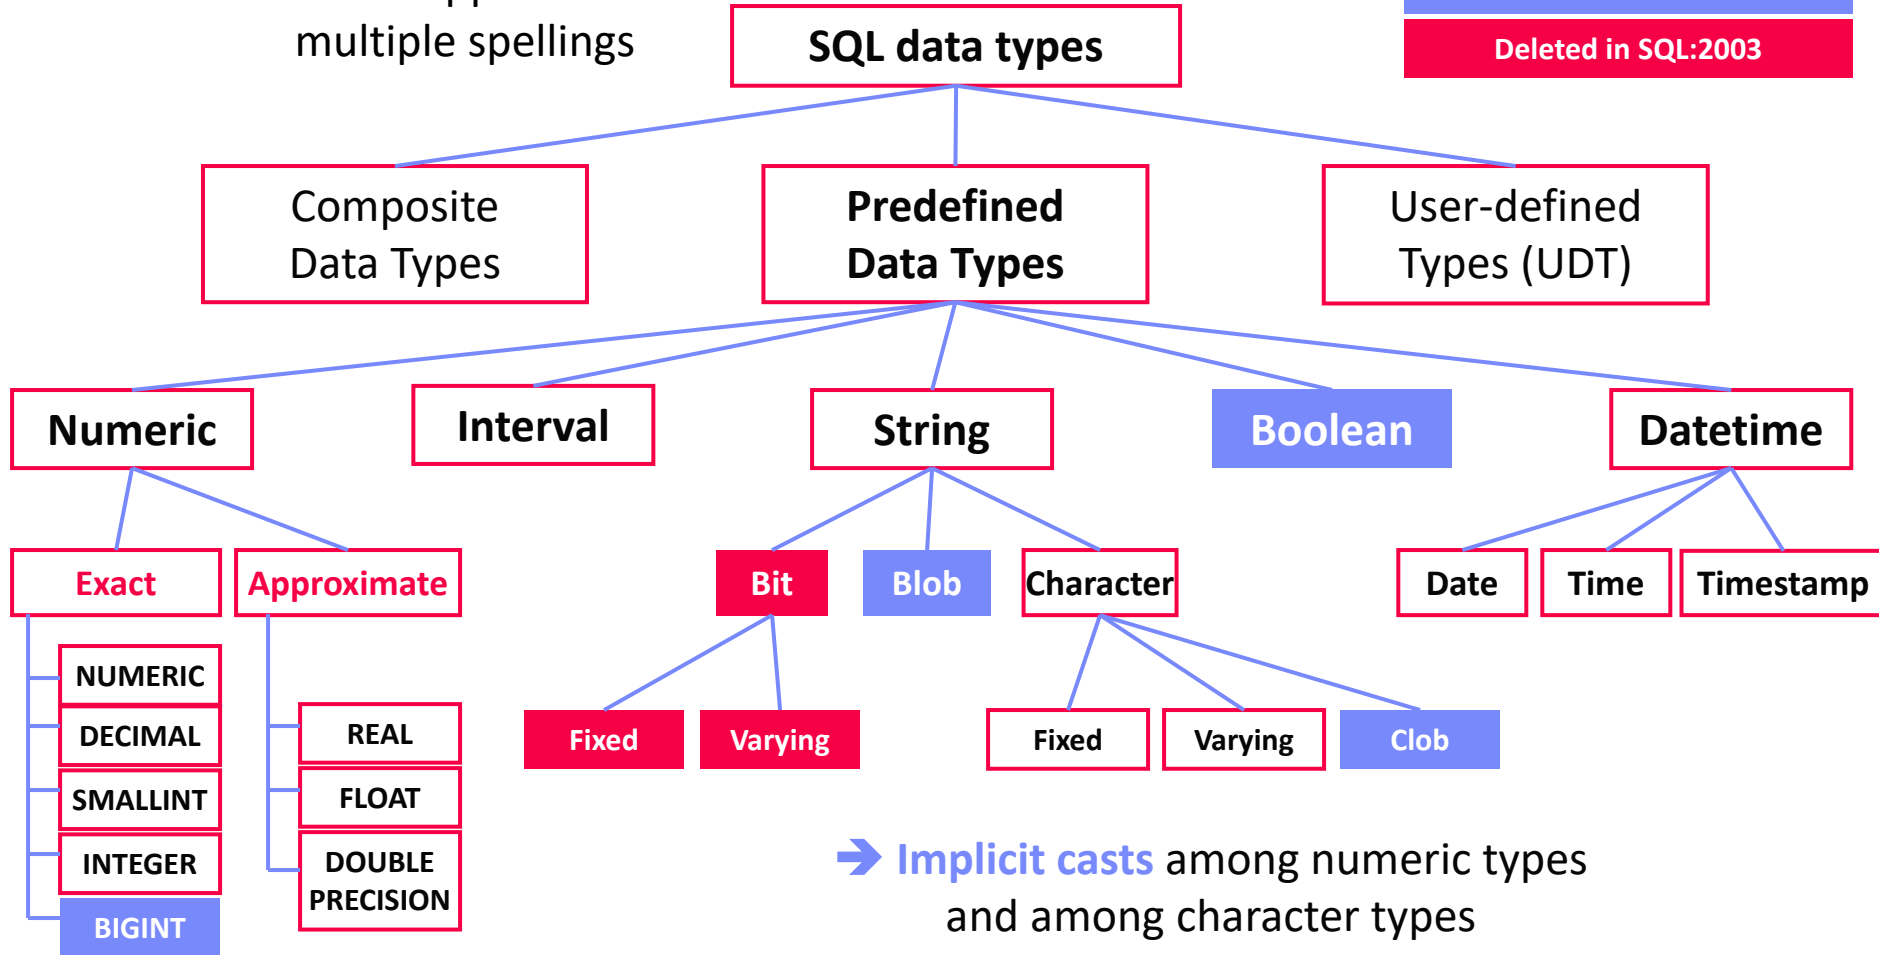 multiple spellings
SQL data types
Deleted in SQL:2003
Composite
Data Types
Predefined
Data Types
User-defined
Types (UDT)
Numeric
Interval
String
Boolean
Datetime
Exact
Approximate
Bit
Blob
Character
Date
Time
Timestamp
NUMERIC
DECIMAL
SMALLINT
INTEGER
BIGINT
REAL
FLOAT
DOUBLE
PRECISION
Fixed
Varying
Fixed
Varying
Clob
➔ Implicit casts among numeric types
and among character types